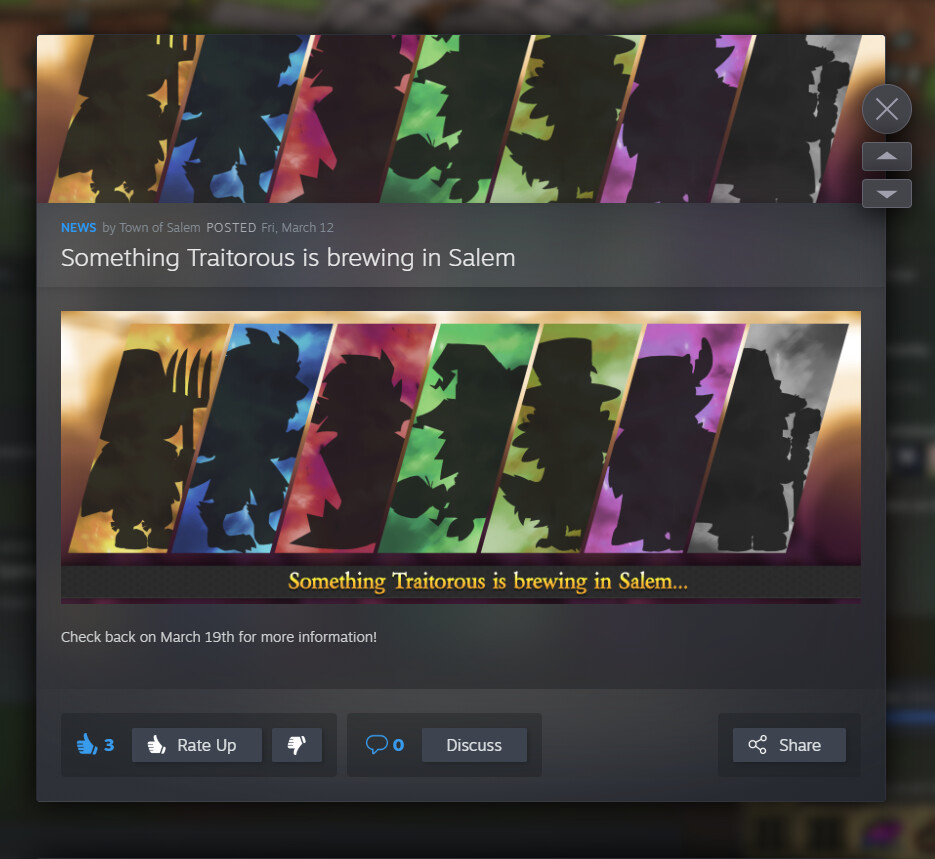 NEWS by Town of Salem POSTED Fri, March 12
Something Traitorous is brewing in Salem
Something Traitorous is brewing in Salem...
Check back on March 19th for more information!
3 Rate Up 0 Discuss Share